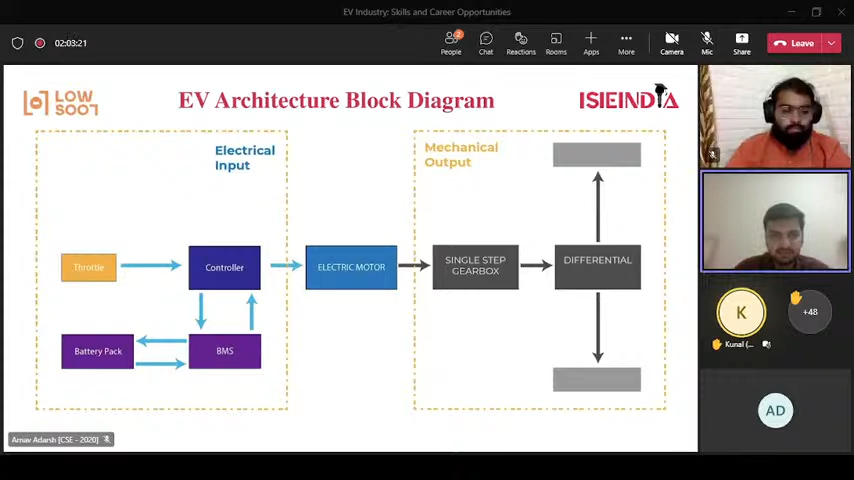 EV Industry: Skills and Career Opportunities
02:03:21
2
People
Chat
Reactions
Rooms
Apps
More
Camera
Mic
Share
Leave
LOW
SOOT
EV Architecture Block Diagram
ISIEINDIA
Electrical
Input
Mechanical
Output
Throttle
Controller
ELECTRIC MOTOR
SINGLE STEP
GEARBOX
DIFFERENTIAL
Battery Pack
BMS
K
+48
Kunal (...
AD
Arnav Adarsh [CSE - 2020]